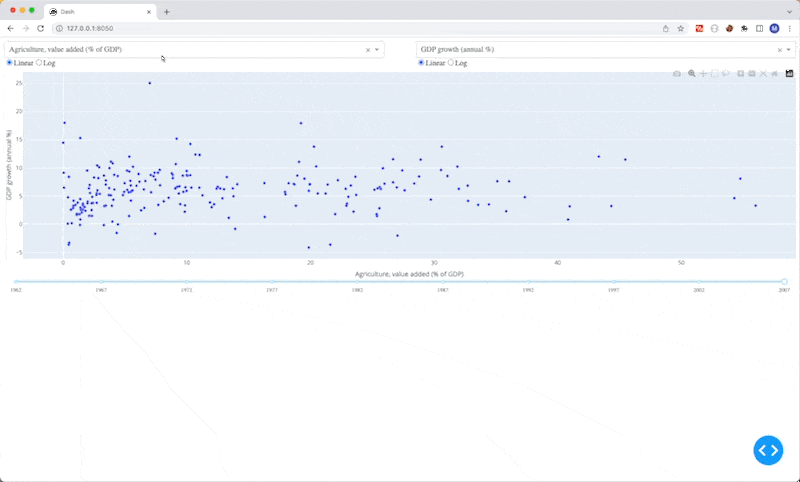 Dash
127.0.0.1:8050
Agriculture, value added (% of GDP)
GDP growth (annual %)
Linear Log
Linear Log
25
20
15
10
5
0
−5
GDP growth (annual %)
0 10 20 30 40 50
Agriculture, value added (% of GDP)
1962 1967 1972 1977 1982 1987 1992 1997 2002 2007
M